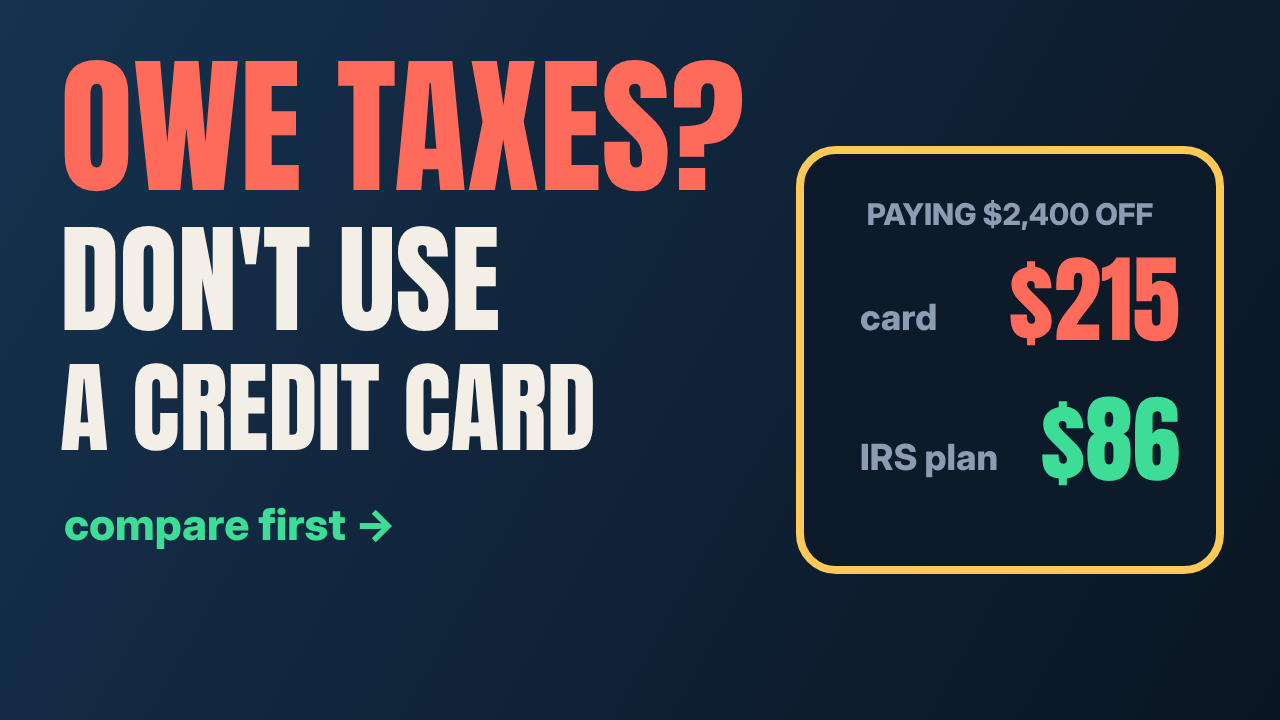 OWE TAXES?
DON'T USE
A CREDIT CARD
compare first →
PAYING $2,400 OFF
card $215
IRS plan $86